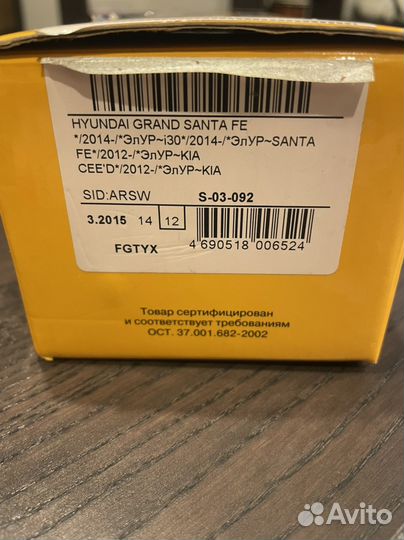 HYUNDAI GRAND SANTA FE
*/2014-/*ЭлУР~i30*/2014-/*ЭлУР~SANTA
FE*/2012-/*ЭлУР~KIA
CEE'D*/2012-/*ЭлУР~KIA
SID:ARSW S-03-092
3.2015 14 12
FGTYX 4 690518 006524
Товар сертифицирован
и соответствует требованиям
ОСТ. 37.001.682-2002
Avito